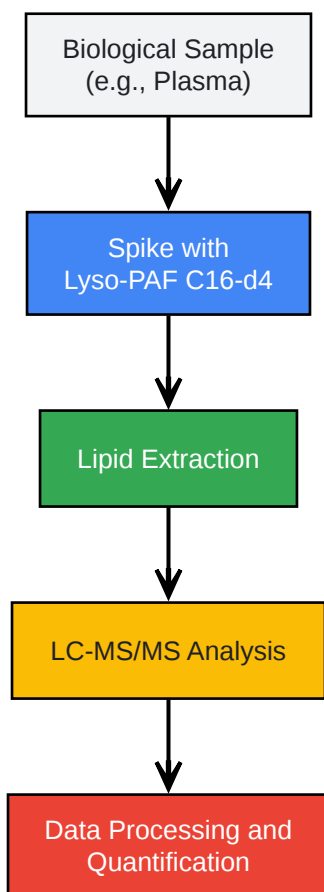 Biological Sample
(e.g., Plasma)
Spike with
Lyso-PAF C16-d4
Lipid Extraction
LC-MS/MS Analysis
Data Processing and
Quantification